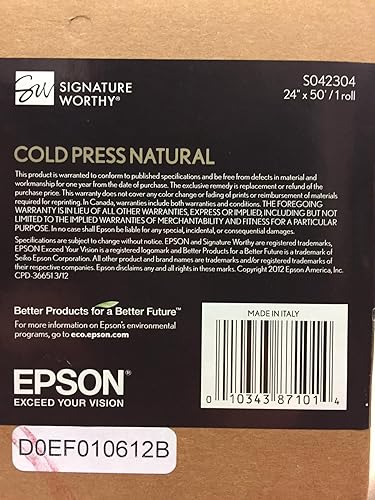 SW SIGNATURE
WORTHY®
S042304
24" x 50' / 1 roll
COLD PRESS NATURAL
This product is warranted to conform to published specifications and be free from defects in material and
workmanship for one year from the date of purchase. The exclusive remedy is replacement or refund of the
purchase price. This warranty does not cover any color change or fading of prints or reimbursement of materials
required for reprinting. In Canada, warranties include both warranties and conditions. THE FOREGOING
WARRANTY IS IN LIEU OF ALL OTHER WARRANTIES, EXPRESS OR IMPLIED, INCLUDING BUT NOT
LIMITED TO THE IMPLIED WARRANTIES OF MERCHANTABILITY AND FITNESS FOR A PARTICULAR
PURPOSE. In no case shall Epson be liable for any special, incidental, or consequential damages.
Specifications are subject to change without notice. EPSON and Signature Worthy are registered trademarks,
EPSON Exceed Your Vision is a registered logomark and Better Products for a Better Future is a trademark of
Seiko Epson Corporation. All other product and brand names are trademarks and/or registered trademarks of
their respective companies. Epson disclaims any and all rights in these marks. Copyright 2012 Epson America, Inc.
CPD-36651 3/12
Better Products for a Better Future™
For more information on Epson's environmental
programs, go to eco.epson.com
MADE IN ITALY
0 10343 87101 4
EPSON®
EXCEED YOUR VISION
D0EF010612B